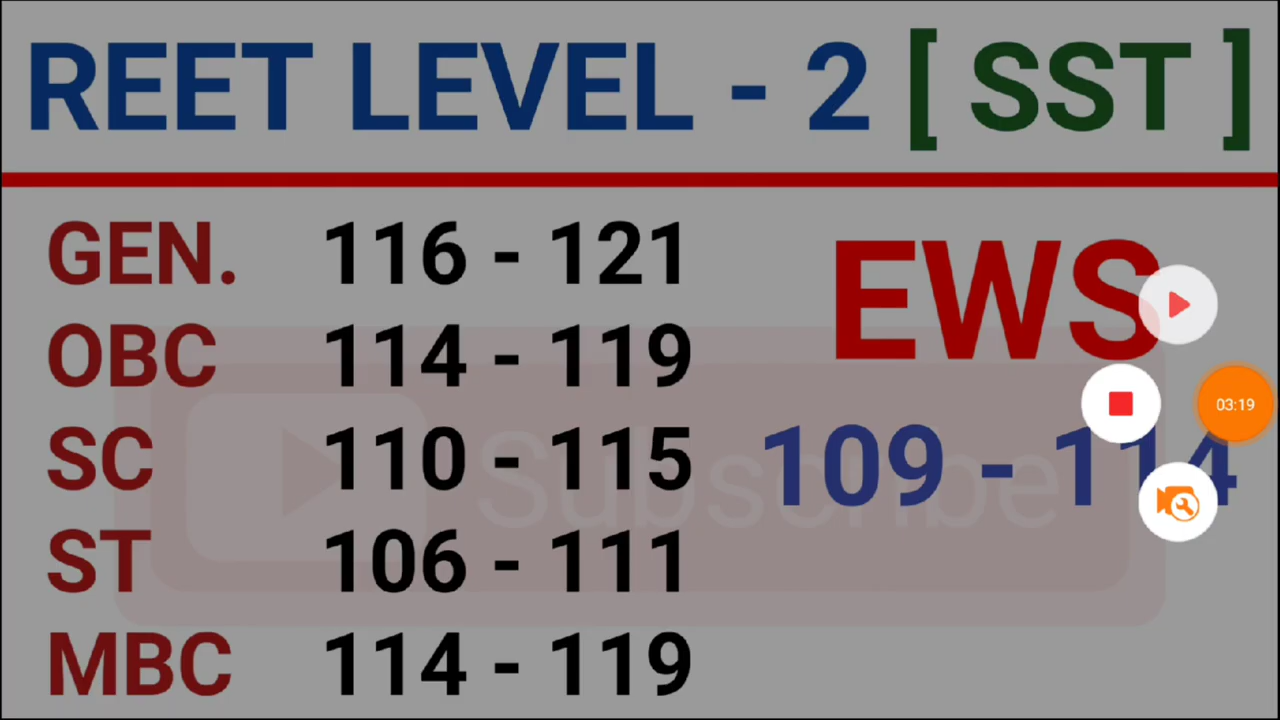 REET LEVEL - 2 [ SST ]
GEN. 116 - 121
EWS
OBC 114 - 119
SC 110 - 115
109 - 114
ST 106 - 111
MBC 114 - 119
Subscribe
03:19